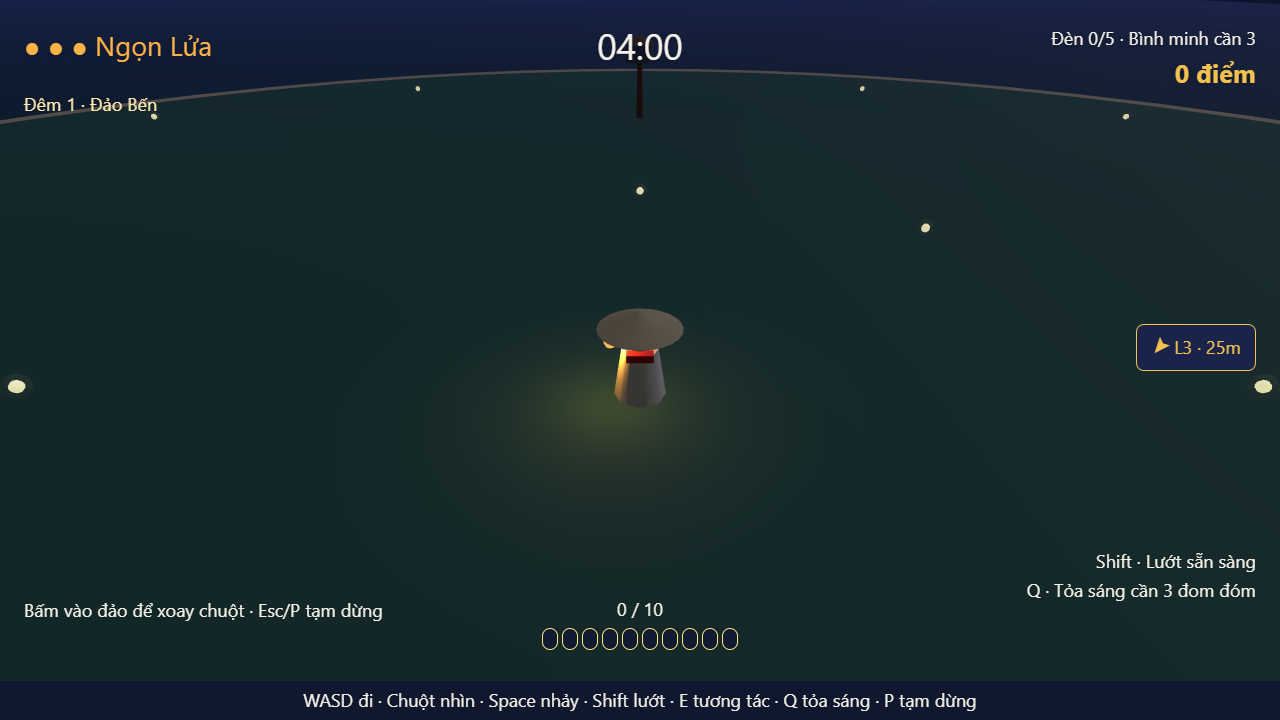 Ngọn Lửa
04:00
Đèn 0/5 · Bình minh cần 3
0 điểm
Đêm 1 · Đảo Bến
L3 · 25m
Shift · Lướt sẵn sàng
Q · Tỏa sáng cần 3 đom đóm
Bấm vào đảo để xoay chuột · Esc/P tạm dừng
0 / 10
WASD đi · Chuột nhìn · Space nhảy · Shift lướt · E tương tác · Q tỏa sáng · P tạm dừng